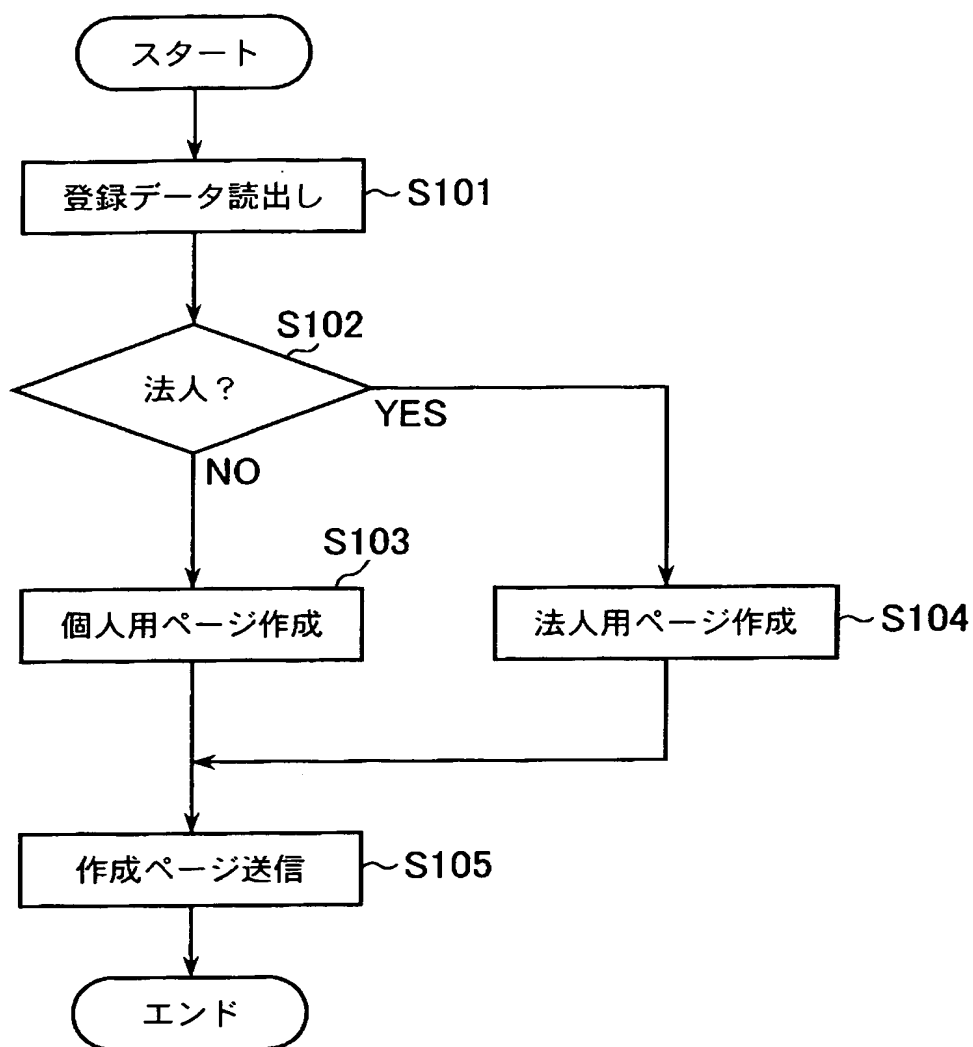 スタート
登録データ読出し
S101
S102
法人？
YES
NO
S103
個人用ページ作成
法人用ページ作成
S104
作成ページ送信
S105
エンド